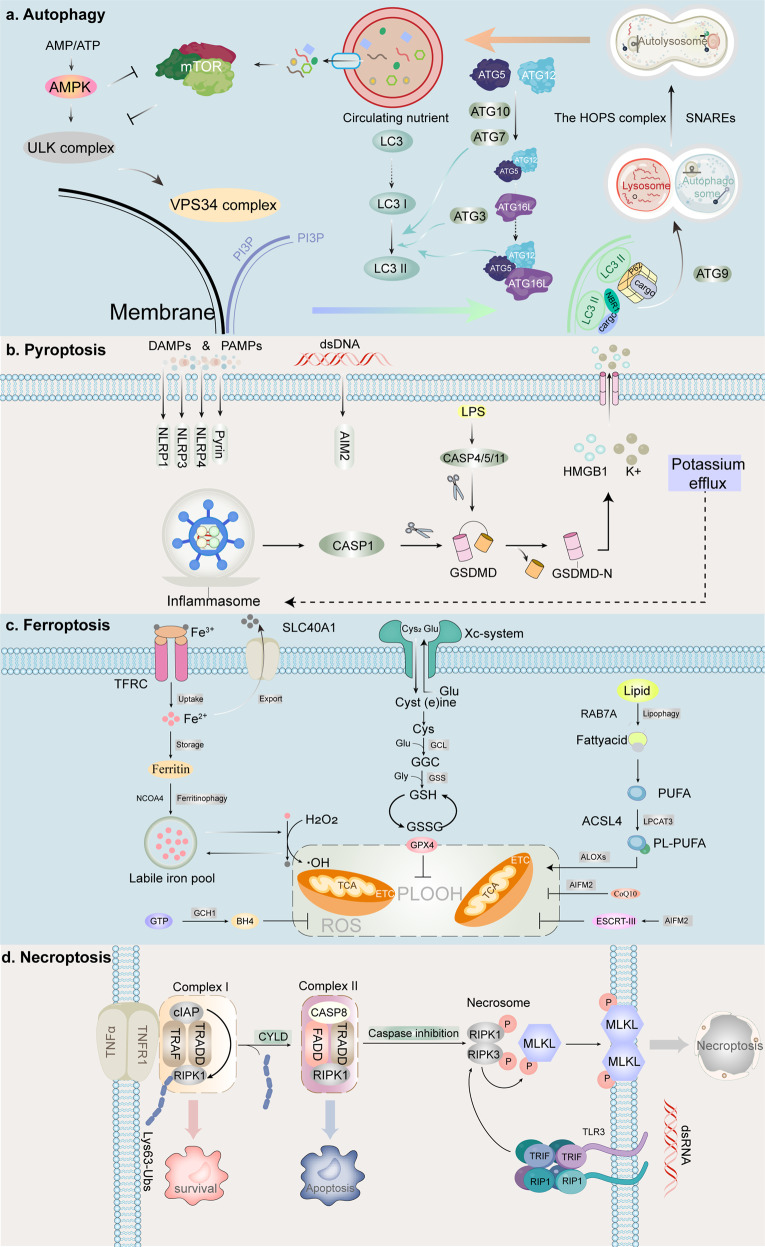 a. Autophagy
AMP/ATP
AMPK
mTOR
ULK complex
VPS34 complex
PI3P
PI3P
Membrane
Circulating nutrient
LC3
LC3 I
LC3 II
ATG5
ATG12
ATG10
ATG7
ATG12
ATG5
ATG3
ATG16L
ATG12
ATG5
ATG16L
Autolysosome
The HOPS complex
SNAREs
Lysosome
Autophago
some
ATG9
LC3 II
P62
cargo
LC3 II
NBR1
cargo
b. Pyroptosis
DAMPs & PAMPs
dsDNA
NLRP1
NLRP3
NLRP4
Pyrin
AIM2
LPS
CASP4/5/11
HMGB1
K+
Potassium
efflux
CASP1
GSDMD
GSDMD-N
Inflammasome
c. Ferroptosis
Fe3+
SLC40A1
TFRC
Uptake
Export
Fe2+
Storage
Ferritin
NCOA4
Ferritinophagy
Labile iron pool
H2O2
·OH
GTP
GCH1
BH4
Cys2 Glu
Xc-system
Glu
Cyst (e)ine
Cys
Glu
GCL
GGC
Gly
GSS
GSH
GSSG
GPX4
TCA
ETC
PLOOH
ROS
ETC
TCA
Lipid
RAB7A
Lipophagy
Fattyacid
PUFA
ACSL4
LPCAT3
PL-PUFA
ALOXs
AIFM2
CoQ10
ESCRT-III
AIFM2
d. Necroptosis
TNFα
TNFR1
Complex I
cIAP
TRAF
TRADD
RIPK1
Lys63-Ubs
survival
CYLD
Complex II
CASP8
FADD
TRADD
RIPK1
Apoptosis
Caspase inhibition
Necrosome
RIPK1
P
RIPK3
P
MLKL
P
P
MLKL
MLKL
P
Necroptosis
TLR3
TRIF
TRIF
RIP1
RIP1
dsRNA